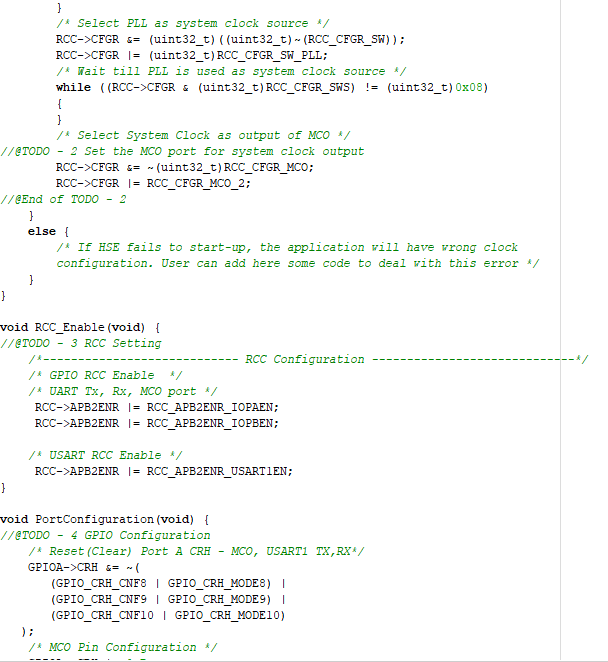 }
/* Select PLL as system clock source */
RCC->CFGR &= (uint32_t)((uint32_t)~(RCC_CFGR_SW));
RCC->CFGR |= (uint32_t)RCC_CFGR_SW_PLL;
/* Wait till PLL is used as system clock source */
while ((RCC->CFGR & (uint32_t)RCC_CFGR_SWS) != (uint32_t)0x08)
{
}
/* Select System Clock as output of MCO */
//@TODO - 2 Set the MCO port for system clock output
RCC->CFGR &= ~(uint32_t)RCC_CFGR_MCO;
RCC->CFGR |= RCC_CFGR_MCO_2;
//@End of TODO - 2
}
else {
/* If HSE fails to start-up, the application will have wrong clock
configuration. User can add here some code to deal with this error */
}
}
void RCC_Enable(void) {
//@TODO - 3 RCC Setting
/*---------------------------- RCC Configuration -----------------------------*/
/* GPIO RCC Enable  */
/* UART Tx, Rx, MCO port */
RCC->APB2ENR |= RCC_APB2ENR_IOPAEN;
RCC->APB2ENR |= RCC_APB2ENR_IOPBEN;
/* USART RCC Enable */
RCC->APB2ENR |= RCC_APB2ENR_USART1EN;
}
void PortConfiguration(void) {
//@TODO - 4 GPIO Configuration
/* Reset(Clear) Port A CRH - MCO, USART1 TX,RX*/
GPIOA->CRH &= ~(
(GPIO_CRH_CNF8 | GPIO_CRH_MODE8) |
(GPIO_CRH_CNF9 | GPIO_CRH_MODE9) |
(GPIO_CRH_CNF10 | GPIO_CRH_MODE10)
);
/* MCO Pin Configuration */